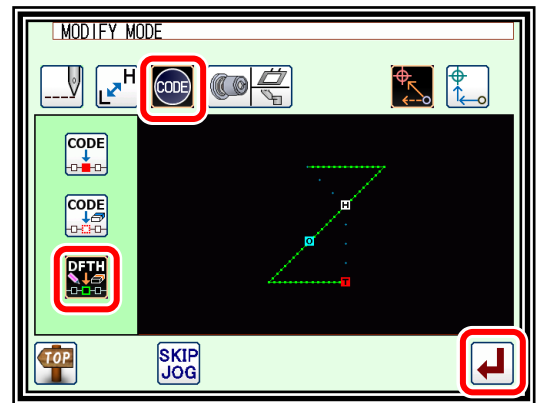 MODIFY MODE
H
L
CODE
CODE
CODE
DFTH
H
O
T
TOP
SKIP
JOG